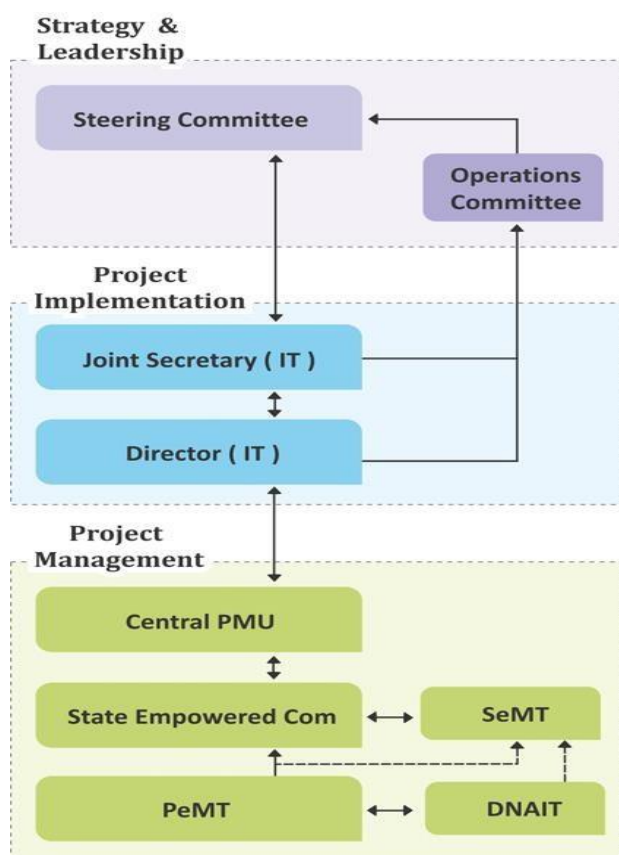 Strategy &
Leadership
Steering Committee
Operations
Committee
Project
Implementation
Joint Secretary ( IT )
Director ( IT )
Project
Management
Central PMU
State Empowered Com
SeMT
PeMT
DNAIT